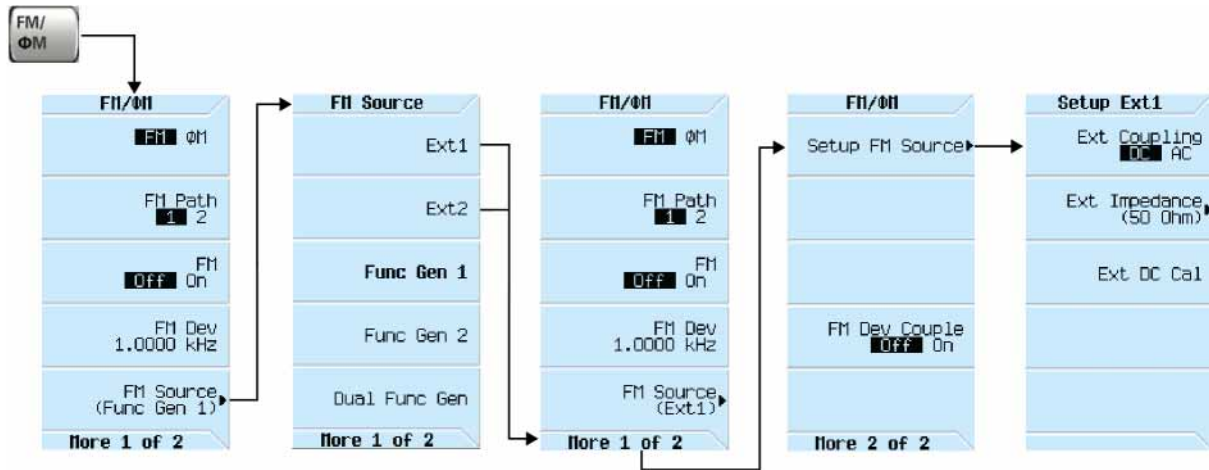 FM/
ΦM
FM/ΦM
FM ΦM
FM Path
1 2
FM
Off On
FM Dev
1.0000 kHz
FM Source
(Func Gen 1)
More 1 of 2
FM Source
Ext1
Ext2
Func Gen 1
Func Gen 2
Dual Func Gen
More 1 of 2
FM/ΦM
FM ΦM
FM Path
1 2
FM
Off On
FM Dev
1.0000 kHz
FM Source
(Ext1)
More 1 of 2
FM/ΦM
Setup FM Source
FM Dev Couple
Off On
More 2 of 2
Setup Ext1
Ext Coupling
DC AC
Ext Impedance
(50 Ohm)
Ext DC Cal